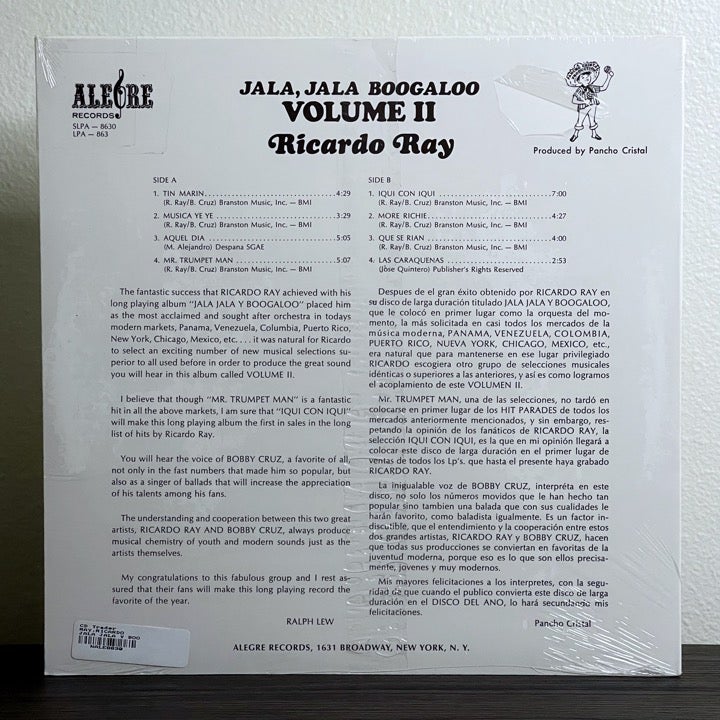 ALEGRE
RECORDS
SLPA — 8630
LPA — 863
JALA, JALA BOOGALOO
VOLUME II
Ricardo Ray
Produced by Pancho Cristal
SIDE A
1. TIN MARIN...4:29
(R. Ray/B. Cruz) Branston Music, Inc. — BMI
2. MUSICA YE YE...3:29
(R. Ray/B. Cruz) Branston Music, Inc. — BMI
3. AQUEL DIA...5:05
(M. Alejandro) Despana SGAE
4. MR. TRUMPET MAN...5:07
(R. Ray/B. Cruz) Branston Music, Inc. — BMI
SIDE B
1. IQUI CON IQUI...7:00
(R. Ray/B. Cruz) Branston Music, Inc. — BMI
2. MORE RICHIE...4:27
(R. Ray/B. Cruz) Branston Music, Inc. — BMI
3. QUE SE RIAN...4:00
(R. Ray/B. Cruz) Branston Music, Inc. — BMI
4. LAS CARAQUENAS...2:53
(Jose Quintero) Publisher's Rights Reserved
The fantastic success that RICARDO RAY achieved with his
long playing album "JALA JALA Y BOOGALOO" placed him
as the most acclaimed and sought after orchestra in todays
modern markets, Panama, Venezuela, Columbia, Puerto Rico,
New York, Chicago, Mexico, etc.... it was natural for Ricardo
to select an exciting number of new musical selections su-
perior to all used before in order to produce the great sound
you will hear in this album called VOLUME II.
I believe that though "MR. TRUMPET MAN" is a fantastic
hit in all the above markets, I am sure that "IQUI CON IQUI"
will make this long playing album the first in sales in the long
list of hits by Ricardo Ray.
You will hear the voice of BOBBY CRUZ, a favorite of all,
not only in the fast numbers that made him so popular, but
also as a singer of ballads that will increase the appreciation
of his talents among his fans.
The understanding and cooperation between this two great
artists, RICARDO RAY AND BOBBY CRUZ, always produce
musical chemistry of youth and modern sounds just as the
artists themselves.
My congratulations to this fabulous group and I rest as-
sured that their fans will make this long playing record the
favorite of the year.
RALPH LEW
Despues de el gran éxito obtenido por RICARDO RAY en
su disco de larga duración titulado JALA JALA Y BOOGALOO,
que le colocó en primer lugar como la orquesta del mo-
mento, la más solicitada en casi todos los mercados de la
música moderna, PANAMA, VENEZUELA, COLOMBIA,
PUERTO RICO, NUEVA YORK, CHICAGO, MEXICO, etc.,
era natural que para mantenerse en ese lugar privilegiado
RICARDO escogiera otro grupo de selecciones musicales
idénticas o superiores a las anteriores, y así es como logramos
el acoplamiento de este VOLUMEN II.
Mr. TRUMPET MAN, una de las selecciones, no tardó en
colocarse en primer lugar de los HIT PARADES de todos los
mercados anteriormente mencionados, y sin embargo, res-
petando la opinión de los fanáticos de RICARDO RAY, la
selección IQUI CON IQUI, es la que en mi opinión llegará a
colocar este disco de larga duración en el primer lugar de
ventas de todos los Lp's. que hasta el presente haya grabado
RICARDO RAY.
La inigualable voz de BOBBY CRUZ, interpréta en este
disco, no solo los números movidos que le han hecho tan
popular sino tambien una balada que con sus cualidades le
harán favorito, como baladista igualmente. Es un factor in-
discutible, que el entendimiento y la cooperación entre estos
dos grandes artistas, RICARDO RAY y BOBBY CRUZ, hacen
que todas sus producciones se conviertan en favoritas de la
juventud moderna, porque eso es lo que son ellos precisa-
mente, jovenes y muy modernos.
Mis mayores felicitaciones a los interpretes, con la segu-
ridad de que cuando el publico convierta este disco de larga
duración en el DISCO DEL ANO, lo hará secundando mis
felicitaciones.
Pancho Cristal
CD Trader
RAY,RICARDO
JALA JALA Y BOO
NALE8630
ALEGRE RECORDS, 1631 BROADWAY, NEW YORK, N. Y.